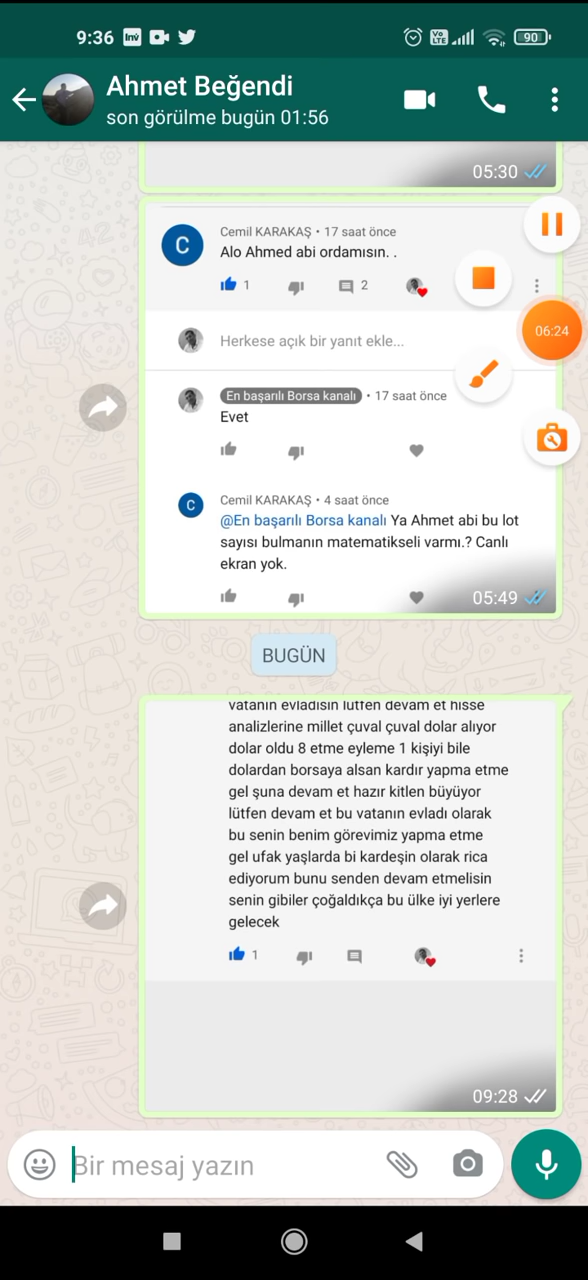 9:36 inv VO LTE 90
Ahmet Beğendi
son görülme bugün 01:56
05:30
Cemil KARAKAŞ • 17 saat önce
C
Alo Ahmed abi ordamısın. .
1 2
06:24
Herkese açık bir yanıt ekle...
En başarılı Borsa kanalı • 17 saat önce
Evet
C
Cemil KARAKAŞ • 4 saat önce
@En başarılı Borsa kanalı Ya Ahmet abi bu lot
sayısı bulmanın matematikseli varmı.? Canlı
ekran yok.
05:49
BUGÜN
vatanın evladısın lütfen devam et hisse
analizlerine millet çuval çuval dolar alıyor
dolar oldu 8 etme eyleme 1 kişiyi bile
dolardan borsaya alsan kardır yapma etme
gel şuna devam et hazır kitlen büyüyor
lütfen devam et bu vatanın evladı olarak
bu senin benim görevimiz yapma etme
gel ufak yaşlarda bi kardeşin olarak rica
ediyorum bunu senden devam etmelisin
senin gibiler çoğaldıkça bu ülke iyi yerlere
gelecek
1
09:28
Bir mesaj yazın